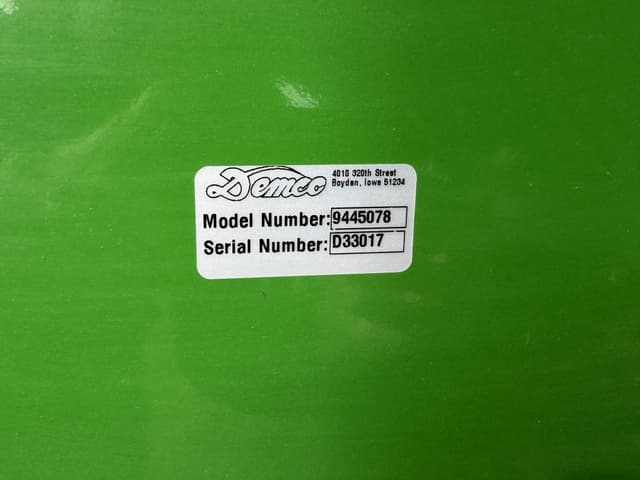 Demco
4010 320th Street
Boyden, Iowa 51234
Model Number: 9445078
Serial Number: D33017